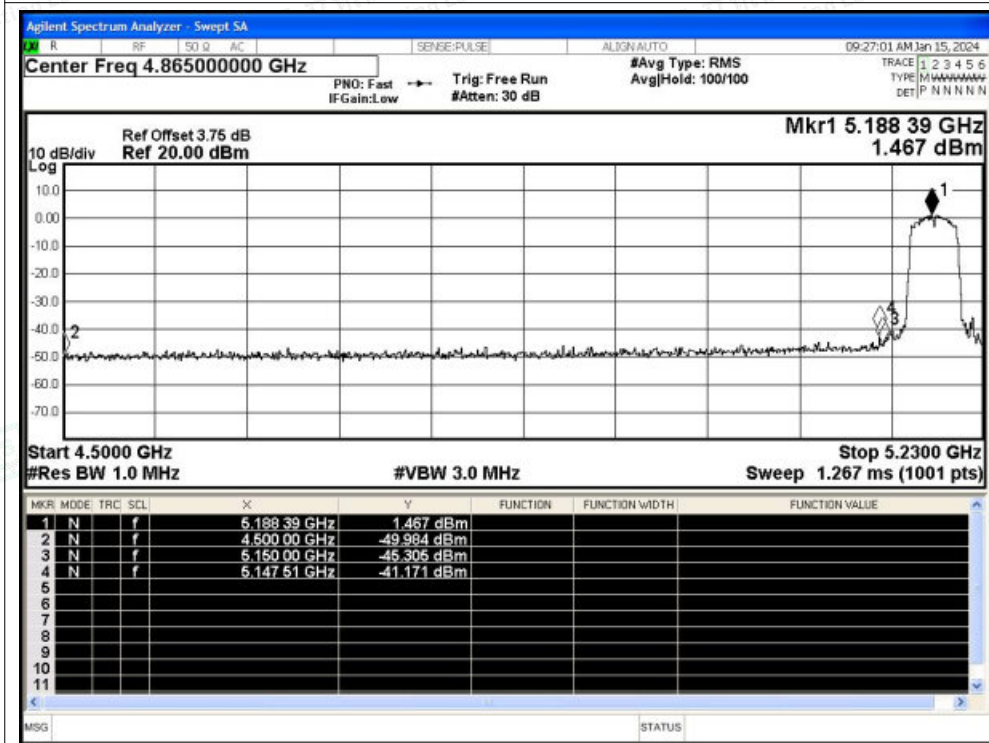 Agilent Spectrum Analyzer - Swept SA
R RF 50 Ω AC SENSE:PULSE ALIGN AUTO 09:27:01 AM Jan 15, 2024
Center Freq 4.865000000 GHz
PNO: Fast
IFGain:Low
Trig: Free Run
#Atten: 30 dB
#Avg Type: RMS
Avg|Hold: 100/100
TRACE 1 2 3 4 5 6
TYPE M
DET P N N N N N
Mkr1 5.188 39 GHz
1.467 dBm
Ref Offset 3.75 dB
10 dB/div Ref 20.00 dBm
Log
10.0
0.00
-10.0
-20.0
-30.0
-40.0
-50.0
-60.0
-70.0
1
2
4
3
Start 4.5000 GHz Stop 5.2300 GHz
#Res BW 1.0 MHz #VBW 3.0 MHz Sweep 1.267 ms (1001 pts)
MKR MODE TRC SCL X Y FUNCTION FUNCTION WIDTH FUNCTION VALUE
1 N f 5.188 39 GHz 1.467 dBm
2 N f 4.500 00 GHz -49.984 dBm
3 N f 5.150 00 GHz -45.305 dBm
4 N f 5.147 51 GHz -41.171 dBm
5
6
7
8
9
10
11
MSG STATUS